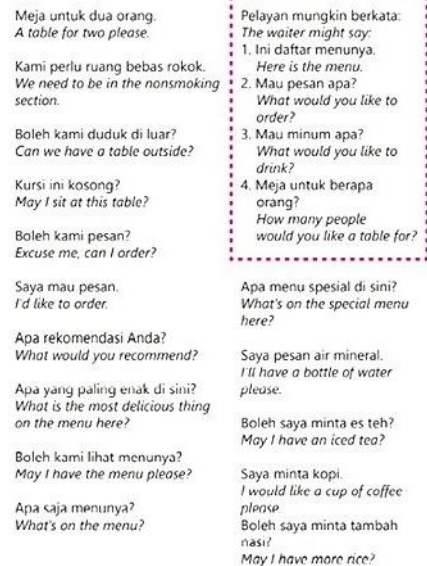 Meja untuk dua orang.
A table for two please.
Kami perlu ruang bebas rokok.
We need to be in the nonsmoking
section.
Boleh kami duduk di luar?
Can we have a table outside?
Kursi ini kosong?
May I sit at this table?
Boleh kami pesan?
Excuse me, can I order?
Saya mau pesan.
I'd like to order.
Apa rekomendasi Anda?
What would you recommend?
Apa yang paling enak di sini?
What is the most delicious thing
on the menu here?
Boleh kami lihat menunya?
May I have the menu please?
Apa saja menunya?
What's on the menu?
Pelayan mungkin berkata:
The waiter might say:
1. Ini daftar menunya.
Here is the menu.
2. Mau pesan apa?
What would you like to
order?
3. Mau minum apa?
What would you like to
drink?
4. Meja untuk berapa
orang?
How many people
would you like a table for?
Apa menu spesial di sini?
What's on the special menu
here?
Saya pesan air mineral.
I'll have a bottle of water
please.
Boleh saya minta es teh?
May I have an iced tea?
Saya minta kopi.
I would like a cup of coffee
please
Boleh saya minta tambah
nasi?
May I have more rice?